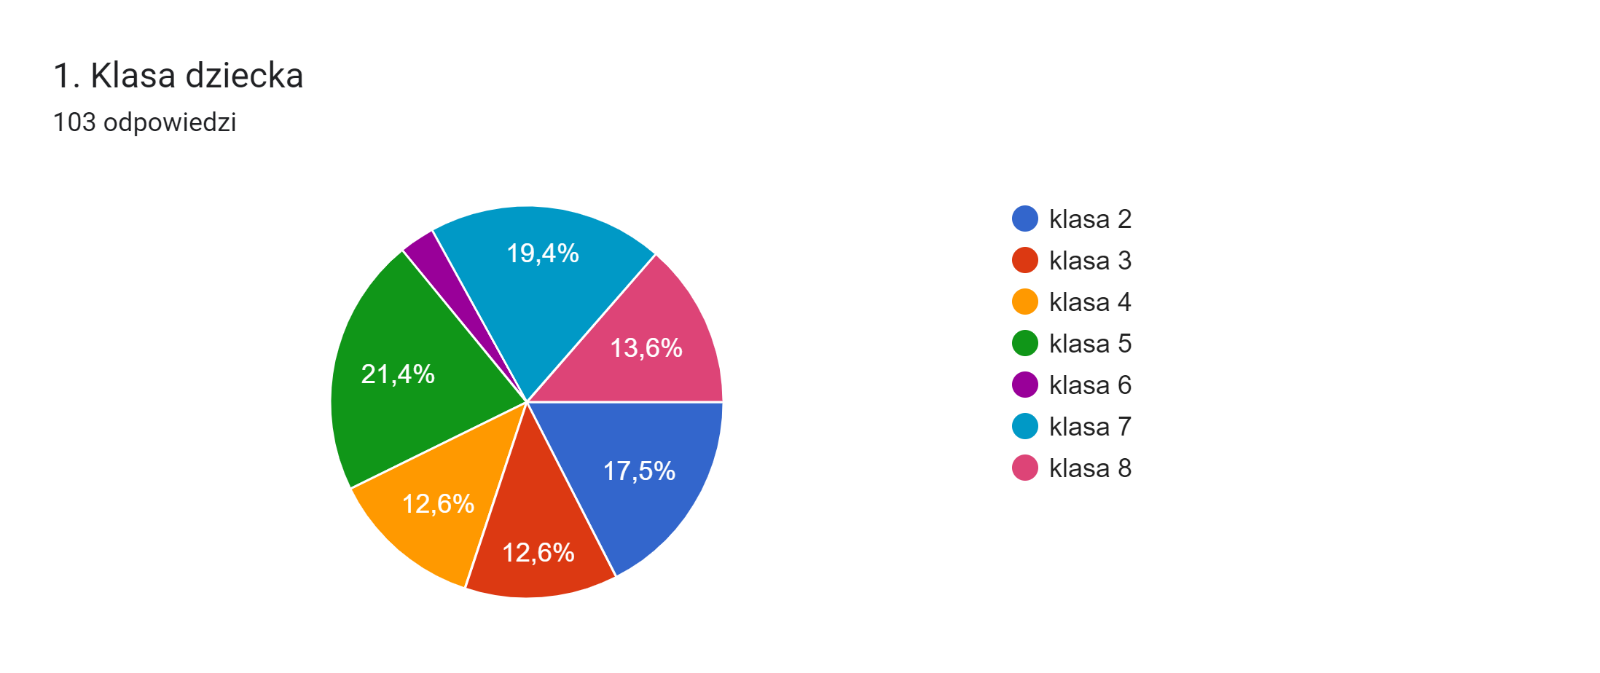 1. Klasa dziecka
103 odpowiedzi
19,4%
13,6%
21,4%
17,5%
12,6%
12,6%
klasa 2
klasa 3
klasa 4
klasa 5
klasa 6
klasa 7
klasa 8